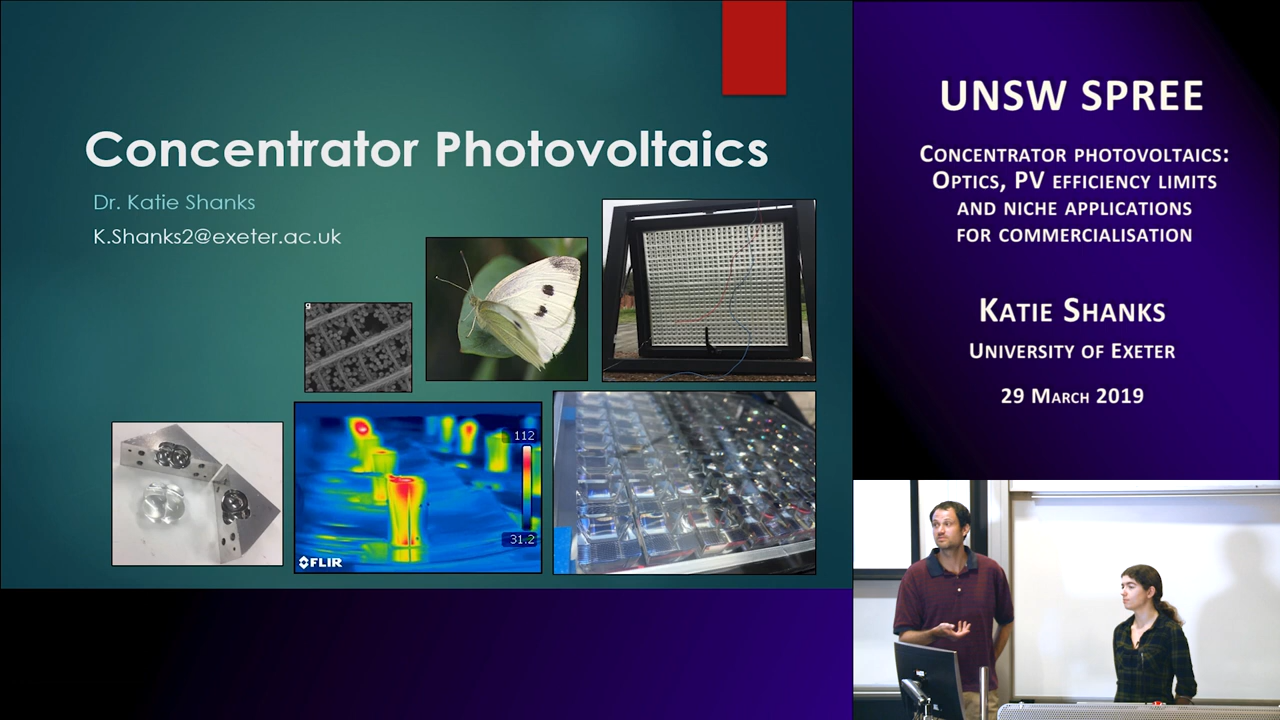 Concentrator Photovoltaics
Dr. Katie Shanks
K.Shanks2@exeter.ac.uk
g
112
31.2
FLIR
UNSW SPREE
Concentrator photovoltaics:
Optics, PV efficiency limits
and niche applications
for commercialisation
Katie Shanks
University of Exeter
29 March 2019